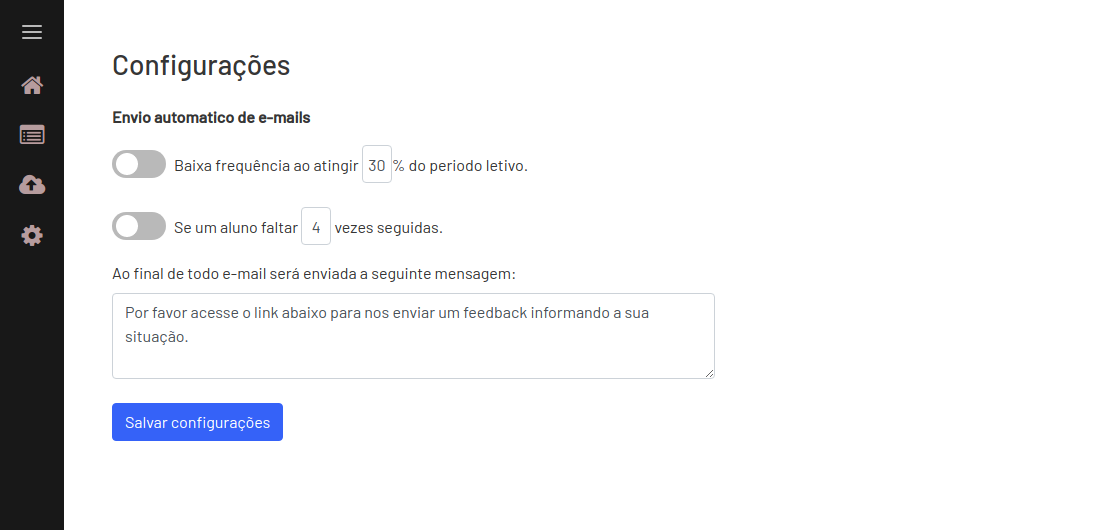 Configurações
Envio automatico de e-mails
Baixa frequência ao atingir 30 % do periodo letivo.
Se um aluno faltar 4 vezes seguidas.
Ao final de todo e-mail será enviada a seguinte mensagem:
Por favor acesse o link abaixo para nos enviar um feedback informando a sua
situação.
Salvar configurações